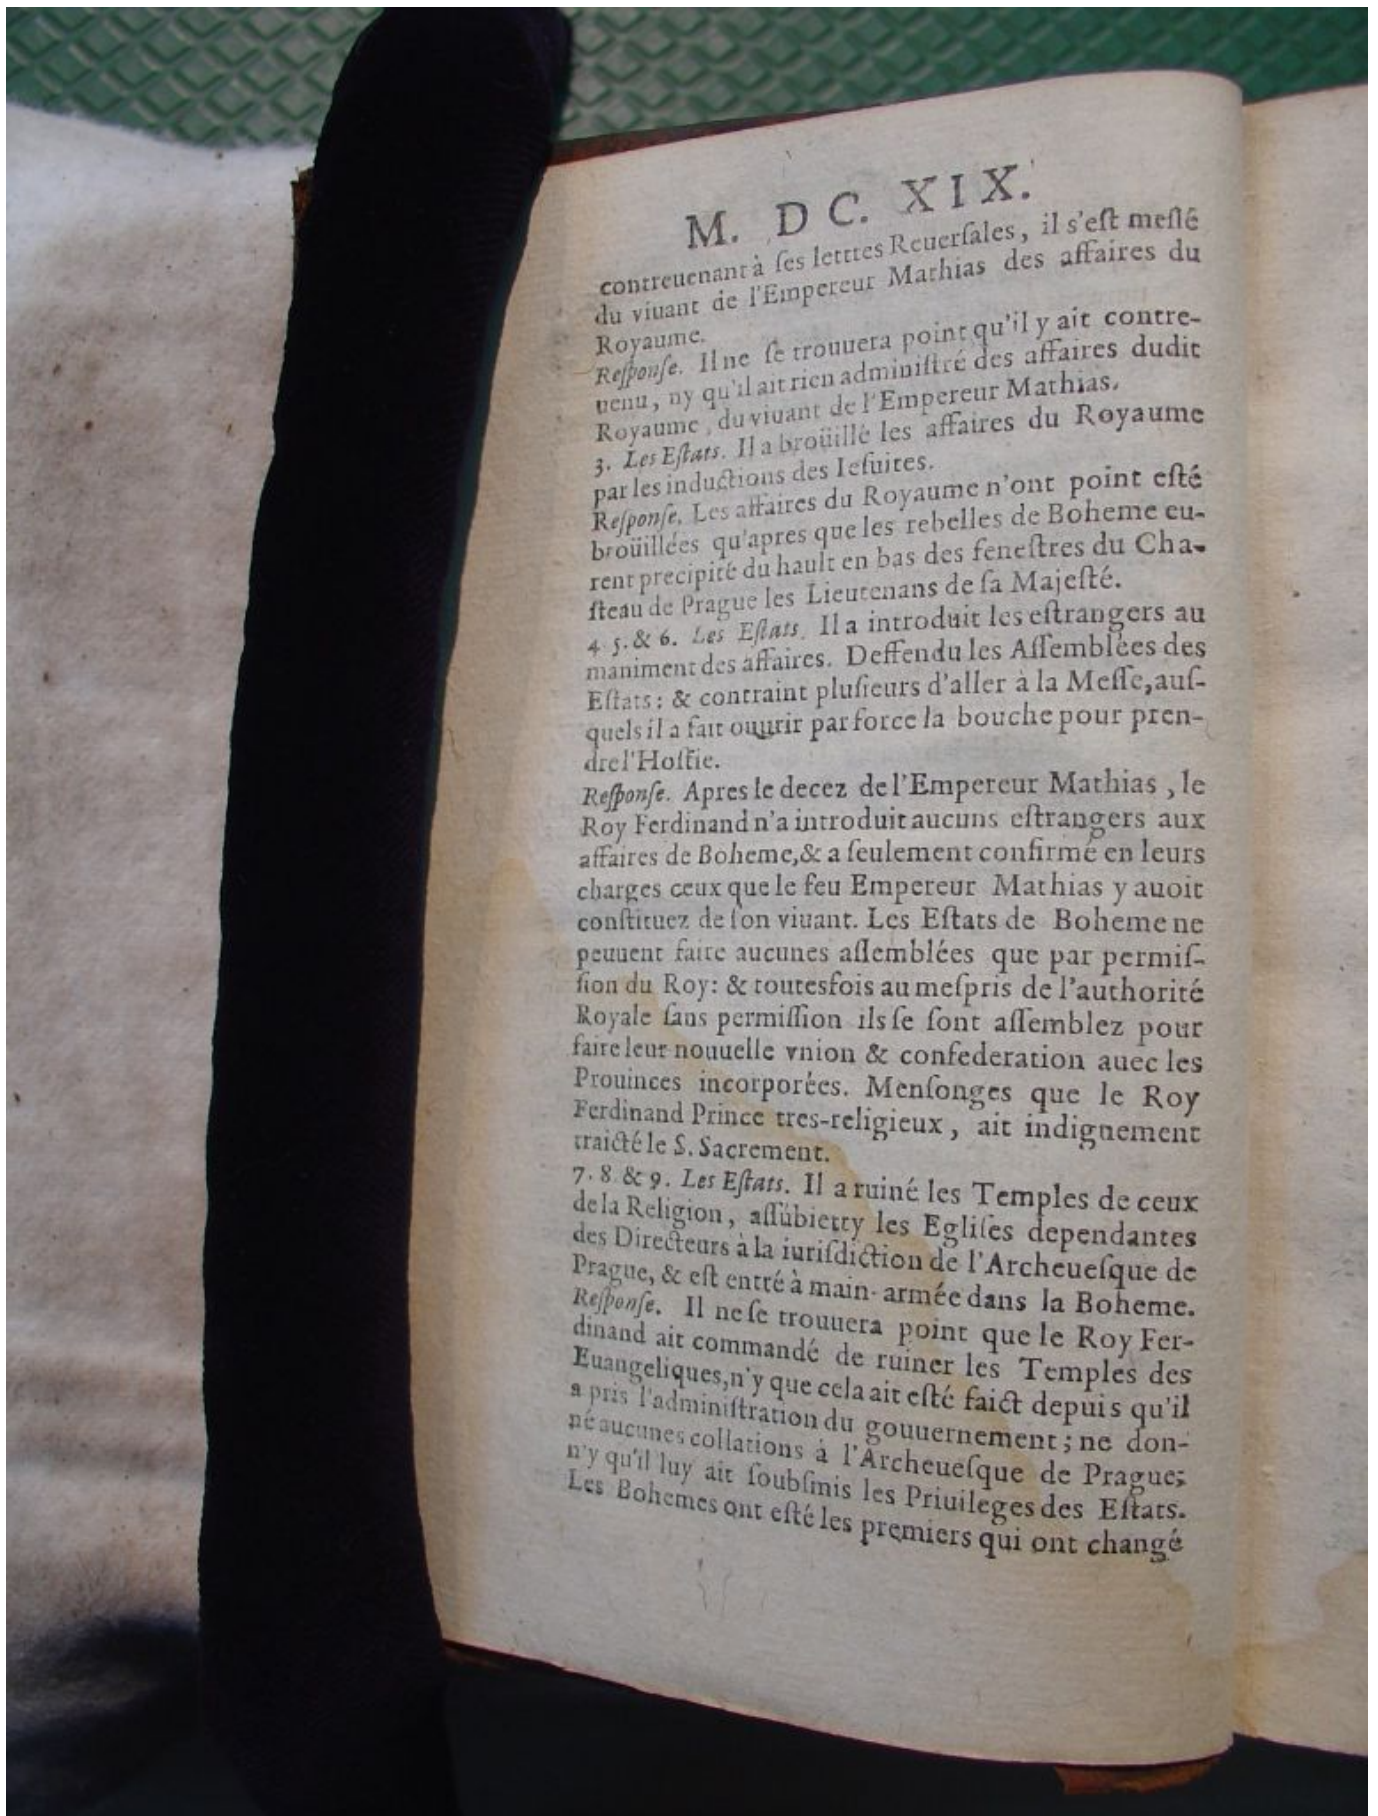 M. DC. XIX.
contreuenant à ſes letttes Reuerſales, il s'eſt meſlé
du viuant de l'Empereur Mathias des affaires du
Royaume.
Reſponſe. Il ne ſe trouuera point qu'il y ait contre-
uenu, ny qu'il ait rien adminiſtré des affaires dudit
Royaume, du viuant de l'Empereur Mathias.
3. Les Eſtats. Il a broüillé les affaires du Royaume
par les inductions des Ieſuites.
Reſponſe. Les affaires du Royaume n'ont point eſté
broüillées qu'apres que les rebelles de Boheme eu-
rent precipité du hault en bas des feneſtres du Cha-
ſteau de Prague les Lieutenans de ſa Majeſté.
4. 5. & 6. Les Eſtats. Il a introduit les eſtrangers au
maniment des affaires. Deffendu les Aſſemblées des
Eſtats: & contraint pluſieurs d'aller à la Meſſe, auſ-
quels il a fait ouurir par force la bouche pour pren-
dre l'Hoſtie.
Reſponſe. Apres le decez de l'Empereur Mathias, le
Roy Ferdinand n'a introduit aucuns eſtrangers aux
affaires de Boheme, & a ſeulement confirmé en leurs
charges ceux que le feu Empereur Mathias y auoit
conſtituez de ſon viuant. Les Eſtats de Boheme ne
peuuent faire aucunes aſſemblées que par permiſ-
ſion du Roy: & toutesfois au meſpris de l'authorité
Royale ſans permiſſion ils ſe ſont aſſemblez pour
faire leur nouuelle vnion & confederation auec les
Prouinces incorporées. Menſonges que le Roy
Ferdinand Prince tres-religieux, ait indignement
traicté le S. Sacrement.
7. 8. & 9. Les Eſtats. Il a ruiné les Temples de ceux
de la Religion, aſſübietty les Egliſes dependantes
des Directeurs à la iuriſdiction de l'Archeueſque de
Prague, & eſt entré à main-armée dans la Boheme.
Reſponſe. Il ne ſe trouuera point que le Roy Fer-
dinand ait commandé de ruiner les Temples des
Euangeliques, n'y que cela ait eſté faict depuis qu'il
a pris l'adminiſtration du gouuernement; ne don-
né aucunes collations à l'Archeueſque de Prague;
n'y qu'il luy ait ſoubſmis les Priuileges des Eſtats.
Les Bohemes ont eſté les premiers qui ont changé